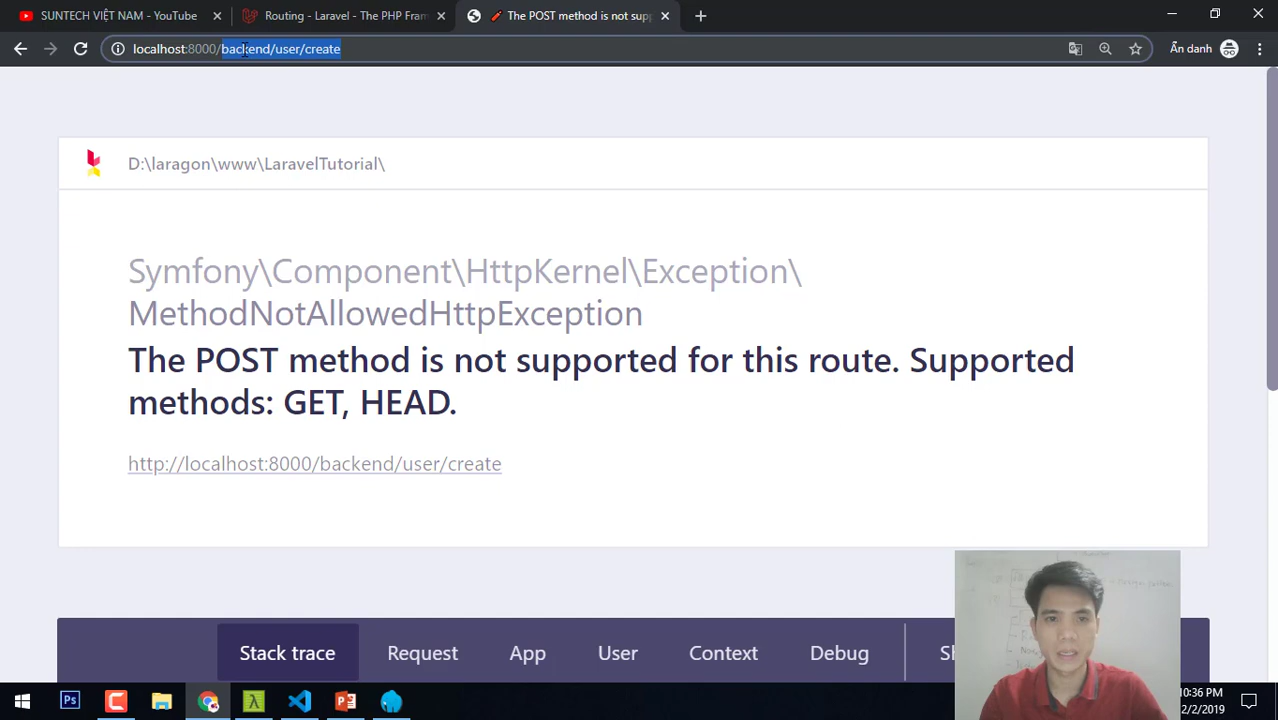 SUNTECH VIỆT NAM - YouTube
Routing - Laravel - The PHP Fram
The POST method is not supp
localhost:8000/backend/user/create
Ẩn danh
D:\laragon\www\LaravelTutorial\
Symfony\Component\HttpKernel\Exception\
MethodNotAllowedHttpException
The POST method is not supported for this route. Supported
methods: GET, HEAD.
http://localhost:8000/backend/user/create
Stack trace
Request
App
User
Context
Debug
Sh
Ps
10:36 PM
2/2/2019